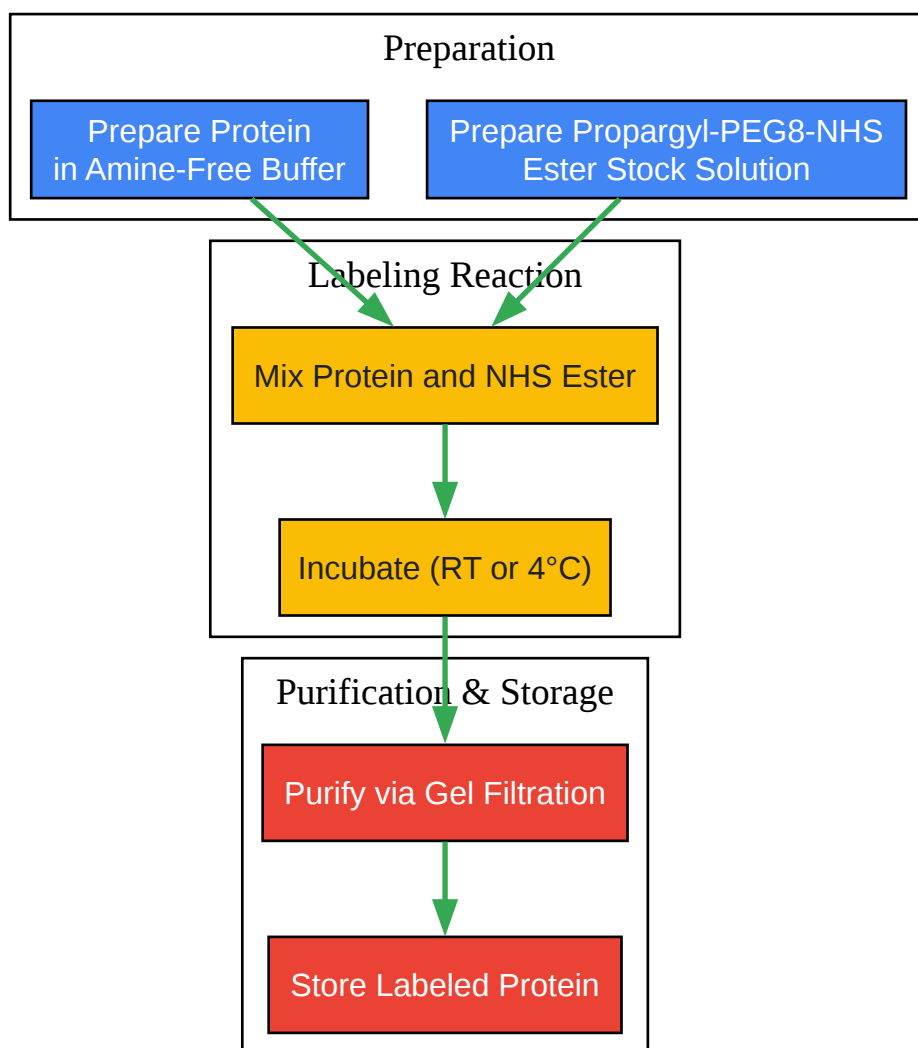 Preparation
Prepare Protein
in Amine-Free Buffer
Prepare Propargyl-PEG8-NHS
Ester Stock Solution
Labeling Reaction
Mix Protein and NHS Ester
Incubate (RT or 4°C)
Purification & Storage
Purify via Gel Filtration
Store Labeled Protein